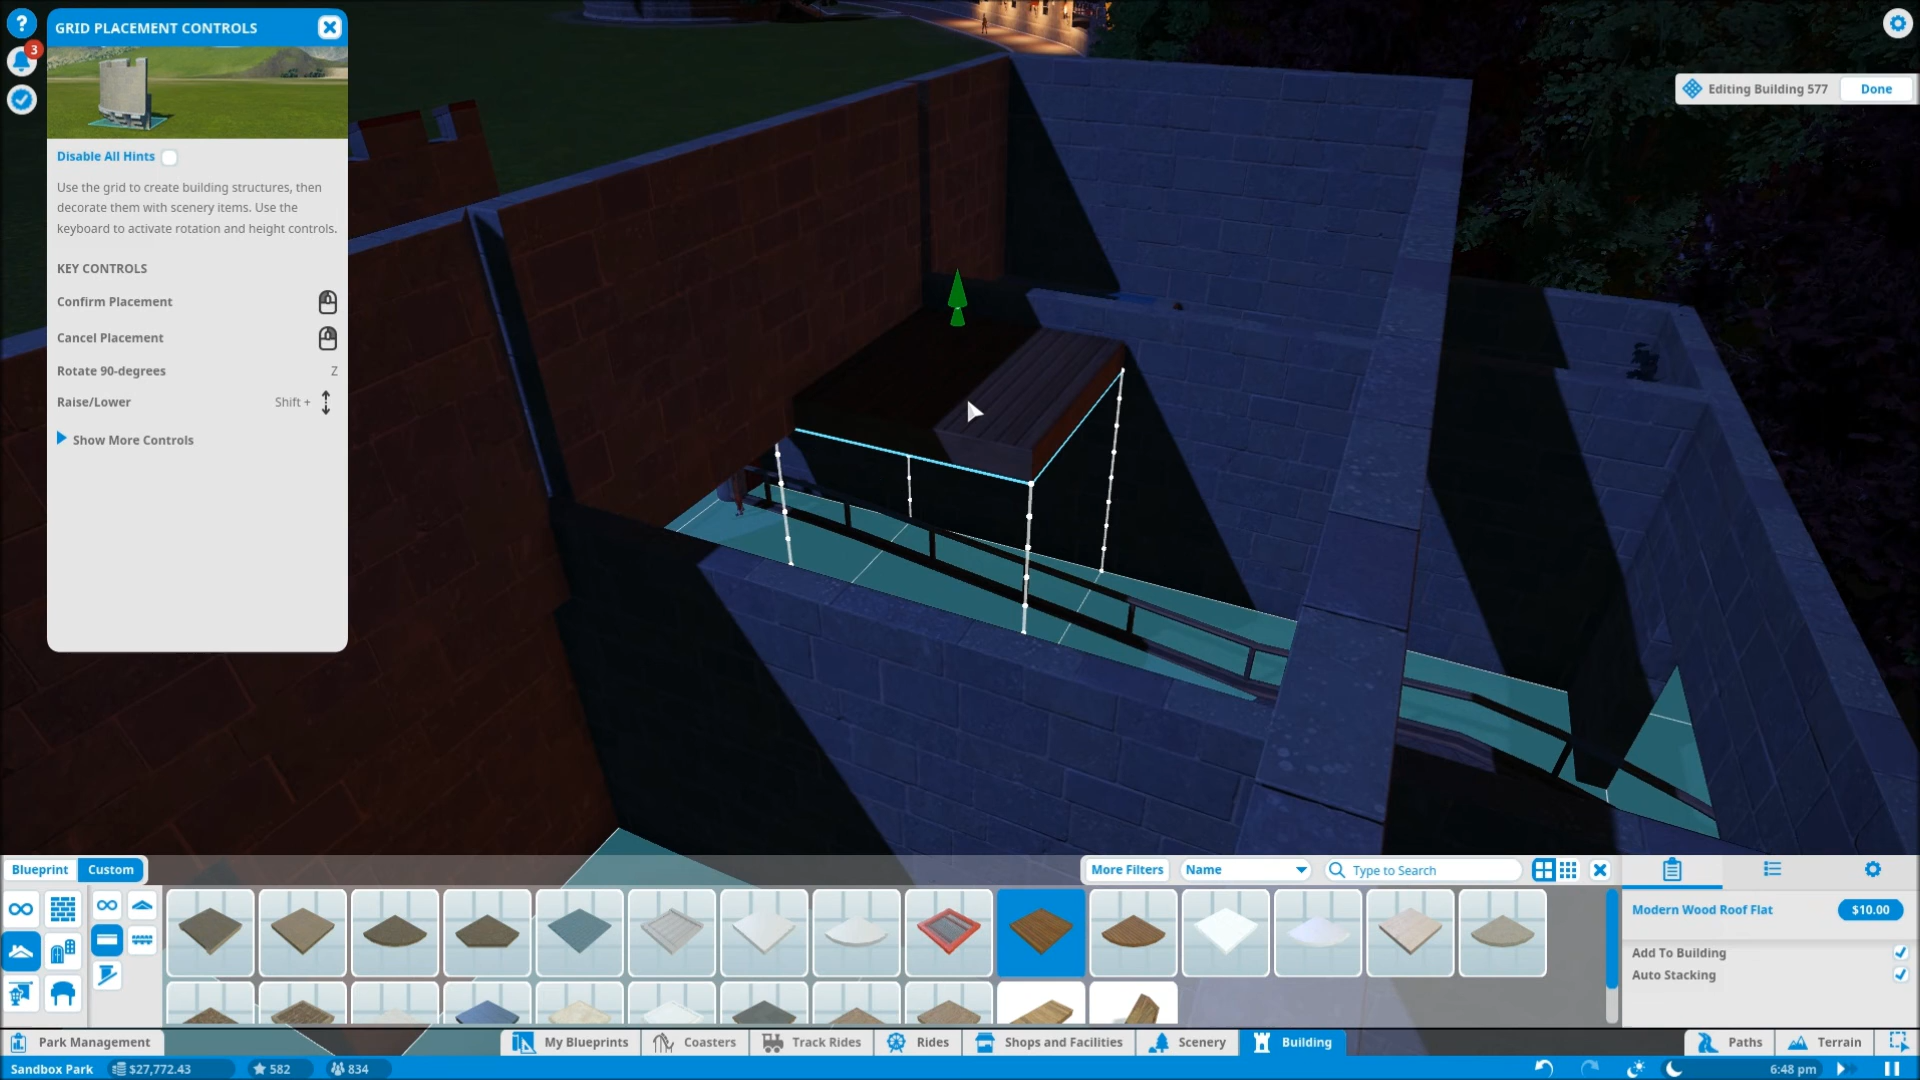 ?
GRID PLACEMENT CONTROLS
3
Disable All Hints
Use the grid to create building structures, then
decorate them with scenery items. Use the
keyboard to activate rotation and height controls.
KEY CONTROLS
Confirm Placement
Cancel Placement
Rotate 90-degrees Z
Raise/Lower Shift +
Show More Controls
Editing Building 577 Done
Blueprint Custom
More Filters Name Type to Search
Modern Wood Roof Flat $10.00
Add To Building
Auto Stacking
Park Management My Blueprints Coasters Track Rides Rides Shops and Facilities Scenery Building Paths Terrain
Sandbox Park $27,772.43 582 834 6:48 pm